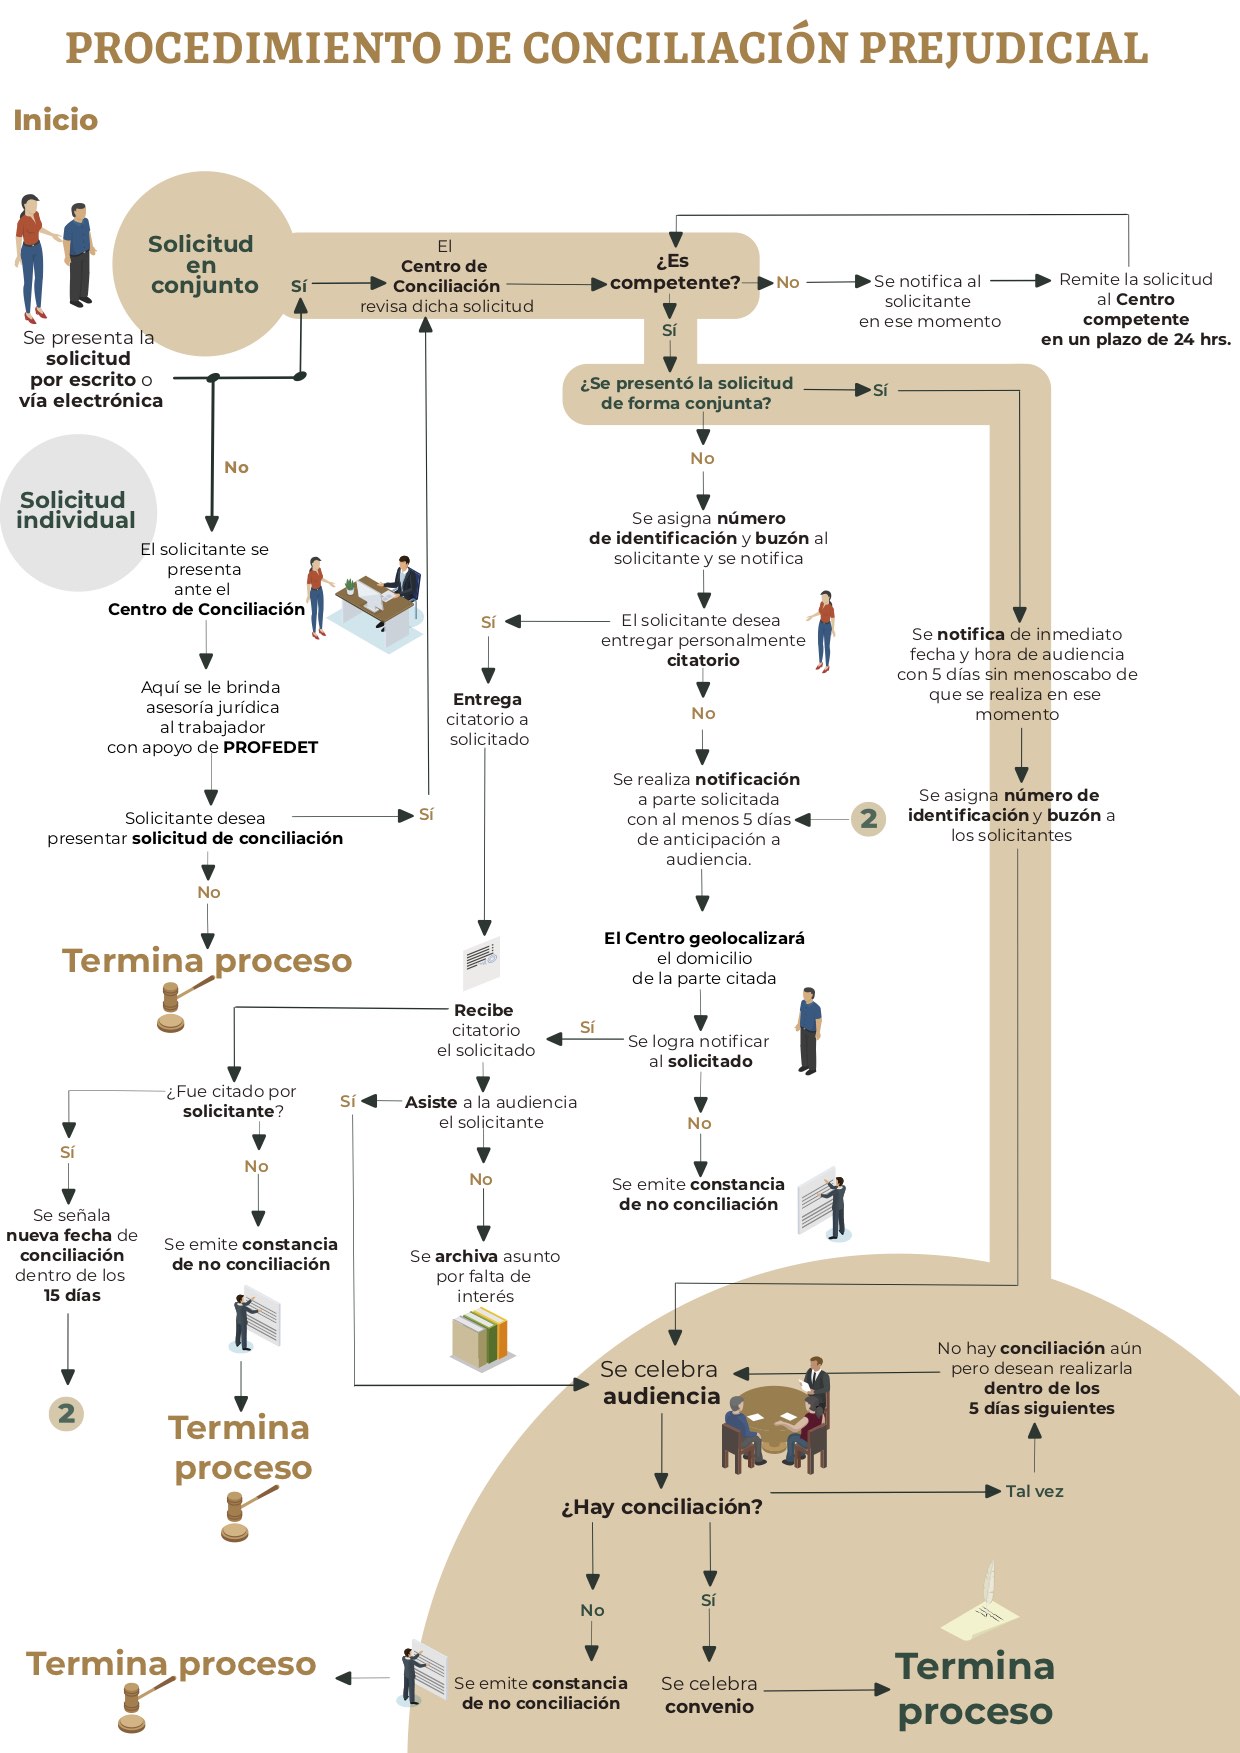 PROCEDIMIENTO DE CONCILIACIÓN PREJUDICIAL
Inicio
Solicitud
en
conjunto
Se presenta la
solicitud
por escrito o
vía electrónica
Sí
El
Centro de
Conciliación
revisa dicha solicitud
¿Es
competente?
No
Se notifica al
solicitante
en ese momento
Remite la solicitud
al Centro
competente
en un plazo de 24 hrs.
Sí
¿Se presentó la solicitud
de forma conjunta?
Sí
No
Solicitud
individual
No
El solicitante se
presenta
ante el
Centro de Conciliación
Aquí se le brinda
asesoría jurídica
al trabajador
con apoyo de PROFEDET
Solicitante desea
presentar solicitud de conciliación
Sí
No
Termina proceso
Se asigna número
de identificación y buzón al
solicitante y se notifica
El solicitante desea
entregar personalmente
citatorio
Sí
Entrega
citatorio a
solicitado
No
Se realiza notificación
a parte solicitada
con al menos 5 días
de anticipación a
audiencia.
2
Se notifica de inmediato
fecha y hora de audiencia
con 5 días sin menoscabo de
que se realiza en ese
momento
Se asigna número de
identificación y buzón a
los solicitantes
El Centro geolocalizará
el domicilio
de la parte citada
Se logra notificar
al solicitado
Sí
Recibe
citatorio
el solicitado
No
Se emite constancia
de no conciliación
¿Fue citado por
solicitante?
Sí
Se señala
nueva fecha de
conciliación
dentro de los
15 días
2
No
Se emite constancia
de no conciliación
Termina
proceso
Asiste a la audiencia
el solicitante
Sí
No
Se archiva asunto
por falta de
interés
Se celebra
audiencia
No hay conciliación aún
pero desean realizarla
dentro de los
5 días siguientes
¿Hay conciliación?
Tal vez
No
Sí
Se emite constancia
de no conciliación
Termina proceso
Se celebra
convenio
Termina
proceso